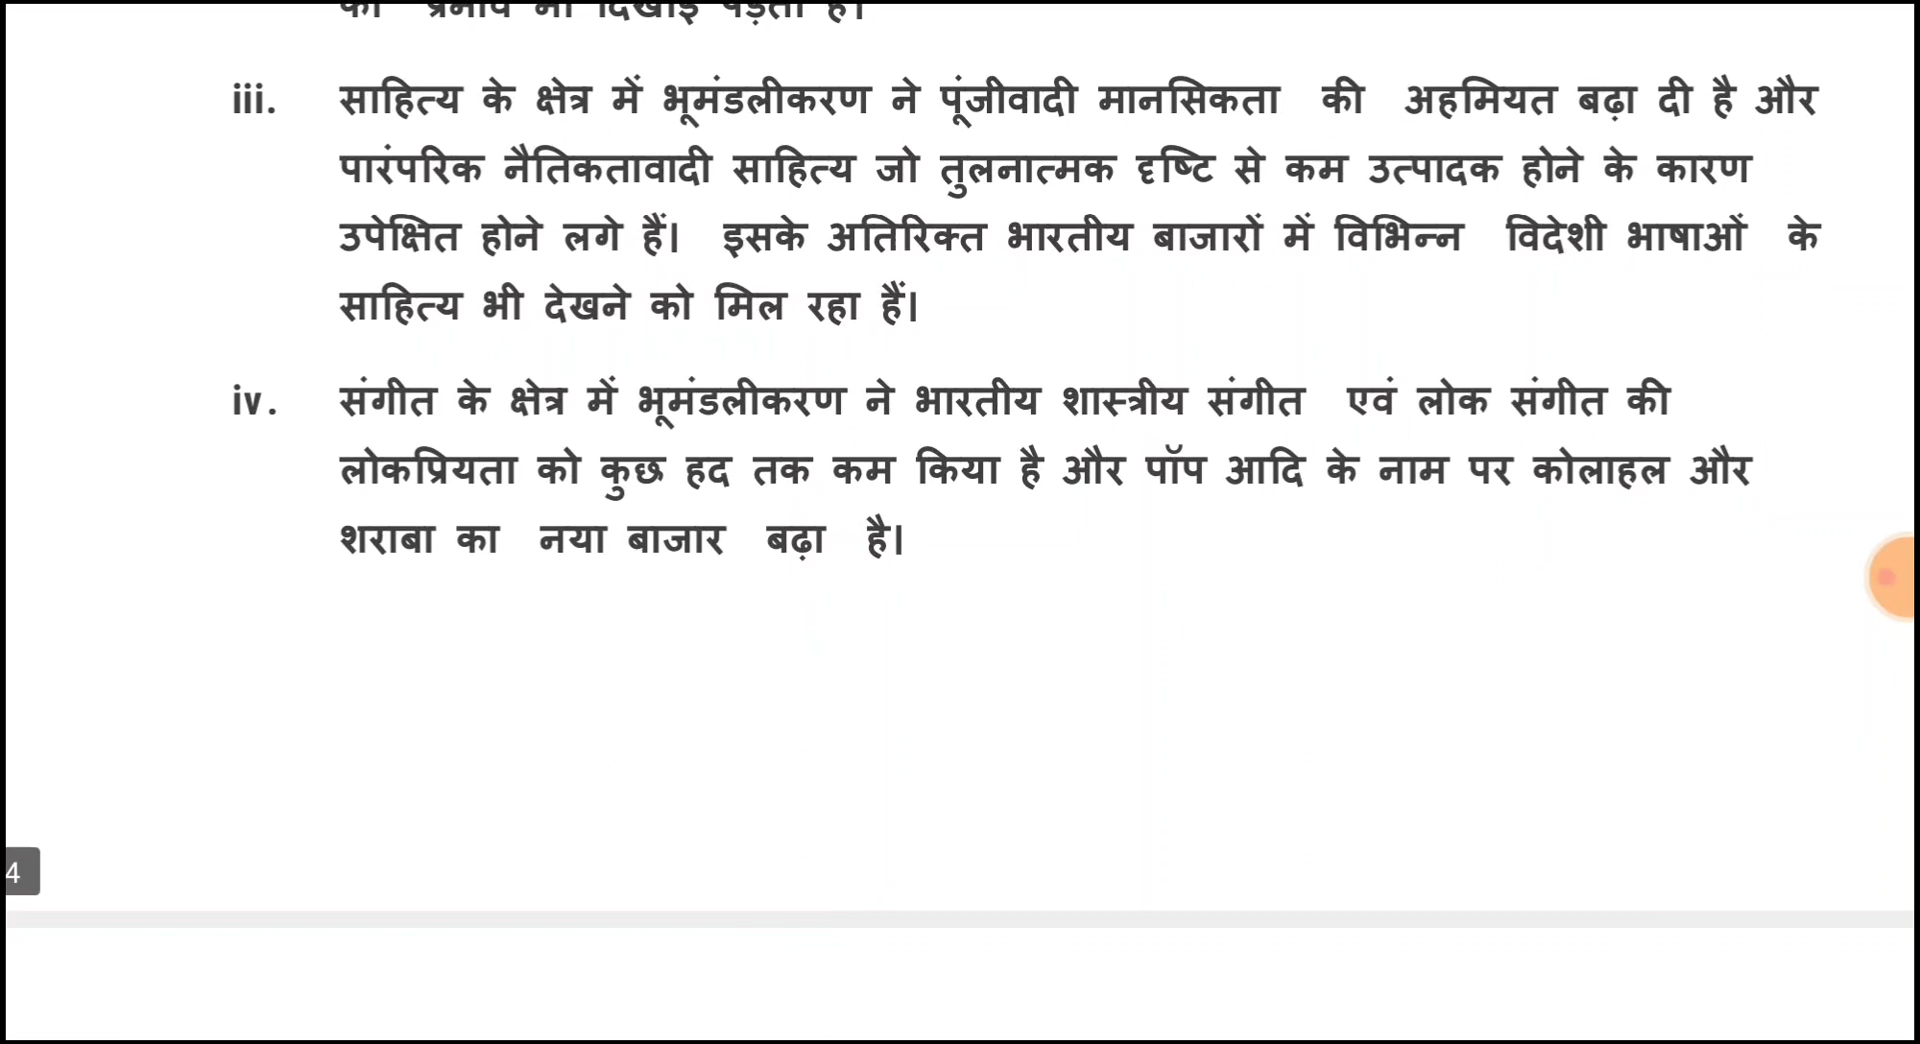 iii. साहित्य के क्षेत्र में भूमंडलीकरण ने पूंजीवादी मानसिकता की अहमियत बढ़ा दी है और
पारंपरिक नैतिकतावादी साहित्य जो तुलनात्मक दृष्टि से कम उत्पादक होने के कारण
उपेक्षित होने लगे हैं। इसके अतिरिक्त भारतीय बाजारों में विभिन्न विदेशी भाषाओं के
साहित्य भी देखने को मिल रहा हैं।
iv. संगीत के क्षेत्र में भूमंडलीकरण ने भारतीय शास्त्रीय संगीत एवं लोक संगीत की
लोकप्रियता को कुछ हद तक कम किया है और पॉप आदि के नाम पर कोलाहल और
शराबा का नया बाजार बढ़ा है।
4